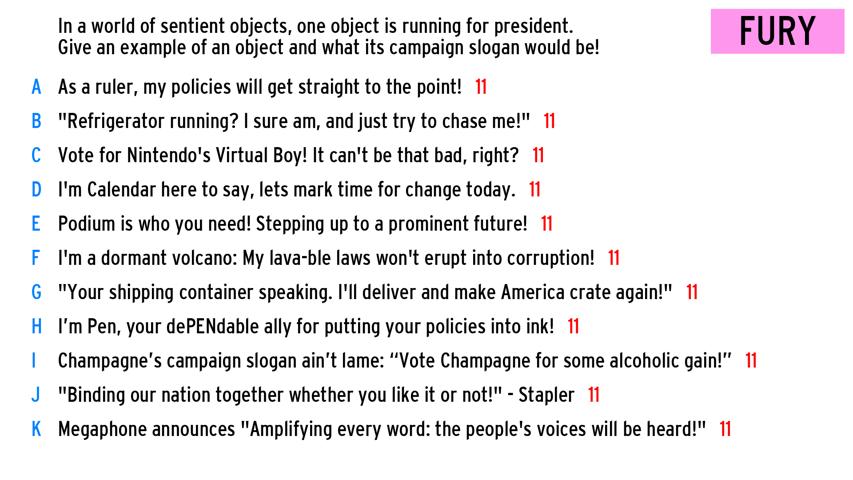 In a world of sentient objects, one object is running for president.
Give an example of an object and what its campaign slogan would be!
FURY
A As a ruler, my policies will get straight to the point! 11
B "Refrigerator running? I sure am, and just try to chase me!" 11
C Vote for Nintendo's Virtual Boy! It can't be that bad, right? 11
D I'm Calendar here to say, lets mark time for change today. 11
E Podium is who you need! Stepping up to a prominent future! 11
F I'm a dormant volcano: My lava-ble laws won't erupt into corruption! 11
G "Your shipping container speaking. I'll deliver and make America crate again!" 11
H I’m Pen, your dePENdable ally for putting your policies into ink! 11
I Champagne’s campaign slogan ain’t lame: “Vote Champagne for some alcoholic gain!” 11
J "Binding our nation together whether you like it or not!" - Stapler 11
K Megaphone announces "Amplifying every word: the people's voices will be heard!" 11